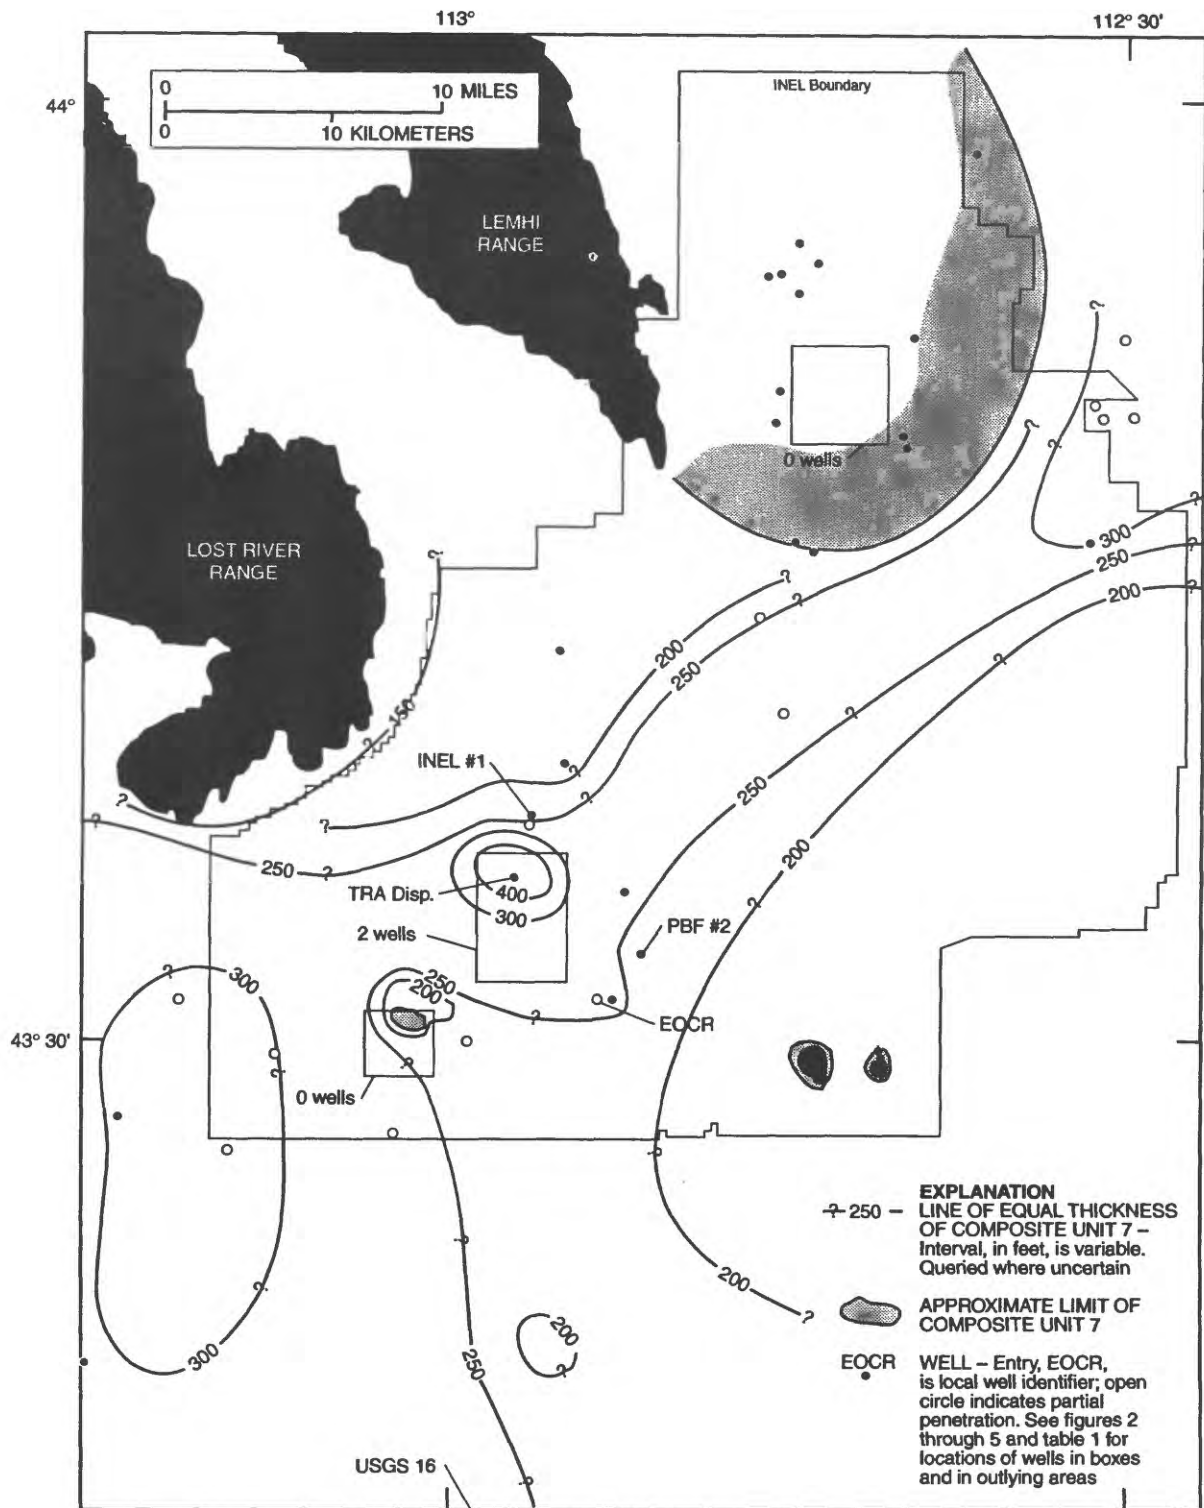 113°
112° 30'
0
10 MILES
0
10 KILOMETERS
INEL Boundary
44°
LEMHI
RANGE
?
?
0 wells
?
?
300
?
250
?
200
?
LOST RIVER
RANGE
?
?
?
200
250
?
150
?
?
INEL #1
?
250
?
?
?
?
250
?
200
TRA Disp.
400
300
?
2 wells
PBF #2
?
300
250
200
?
EOCR
43° 30'
?
?
0 wells
?
EXPLANATION
? 250 – LINE OF EQUAL THICKNESS
OF COMPOSITE UNIT 7 –
Interval, in feet, is variable.
Queried where uncertain
?
?
200
?
APPROXIMATE LIMIT OF
COMPOSITE UNIT 7
300
250
200
?
EOCR WELL – Entry, EOCR,
is local well identifier; open
circle indicates partial
penetration. See figures 2
through 5 and table 1 for
locations of wells in boxes
and in outlying areas
USGS 16
?